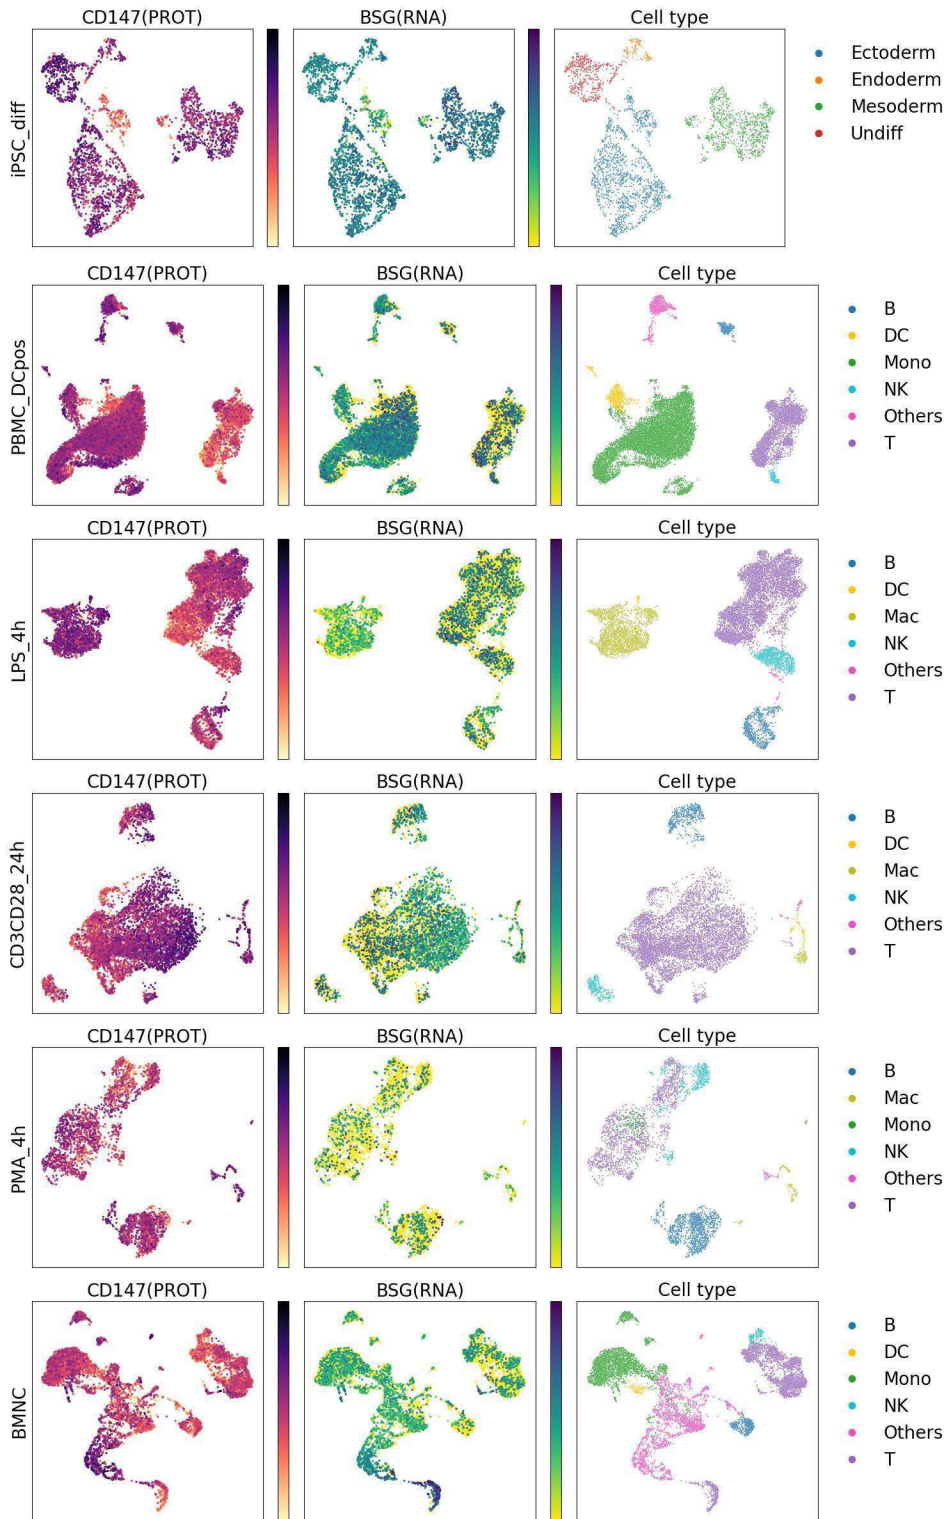 CD147(PROT) BSG(RNA) Cell type
iPSC_diff
Ectoderm
Endoderm
Mesoderm
Undiff
CD147(PROT) BSG(RNA) Cell type
PBMC_DCpos
B
DC
Mono
NK
Others
T
CD147(PROT) BSG(RNA) Cell type
LPS_4h
B
DC
Mac
NK
Others
T
CD147(PROT) BSG(RNA) Cell type
CD3CD28_24h
B
DC
Mac
NK
Others
T
CD147(PROT) BSG(RNA) Cell type
PMA_4h
B
Mac
Mono
NK
Others
T
CD147(PROT) BSG(RNA) Cell type
BMNC
B
DC
Mono
NK
Others
T